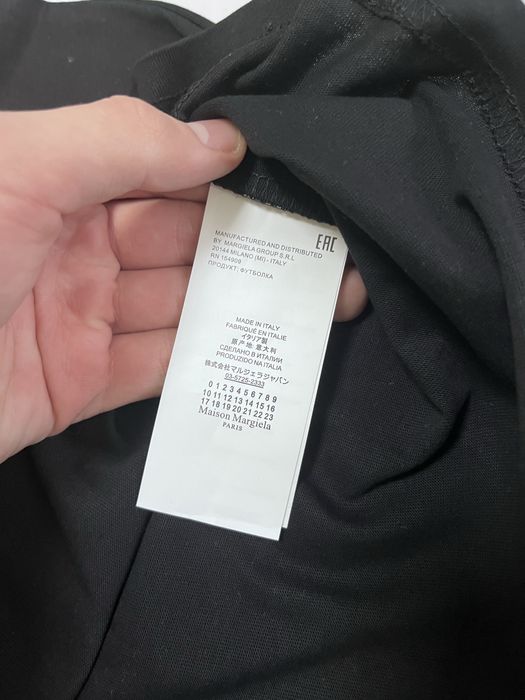 MANUFACTURED AND DISTRIBUTED
BY MARGIELA GROUP S.R.L
20144 MILANO (MI) - ITALY
RN 154909
ПРОДУКТ: ФУТБОЛКА
EAC
MADE IN ITALY
FABRIQUÉ EN ITALIE
イタリア製
原产地: 意大利
СДЕЛАНО В ИТАЛИИ
PRODUZIDO NA ITALIA
株式会社マルジェラジャパン
03-5725-2333
0 1 2 3 4 5 6 7 8 9
10 11 12 13 14 15 16
17 18 19 20 21 22 23
Maison Margiela
PARIS